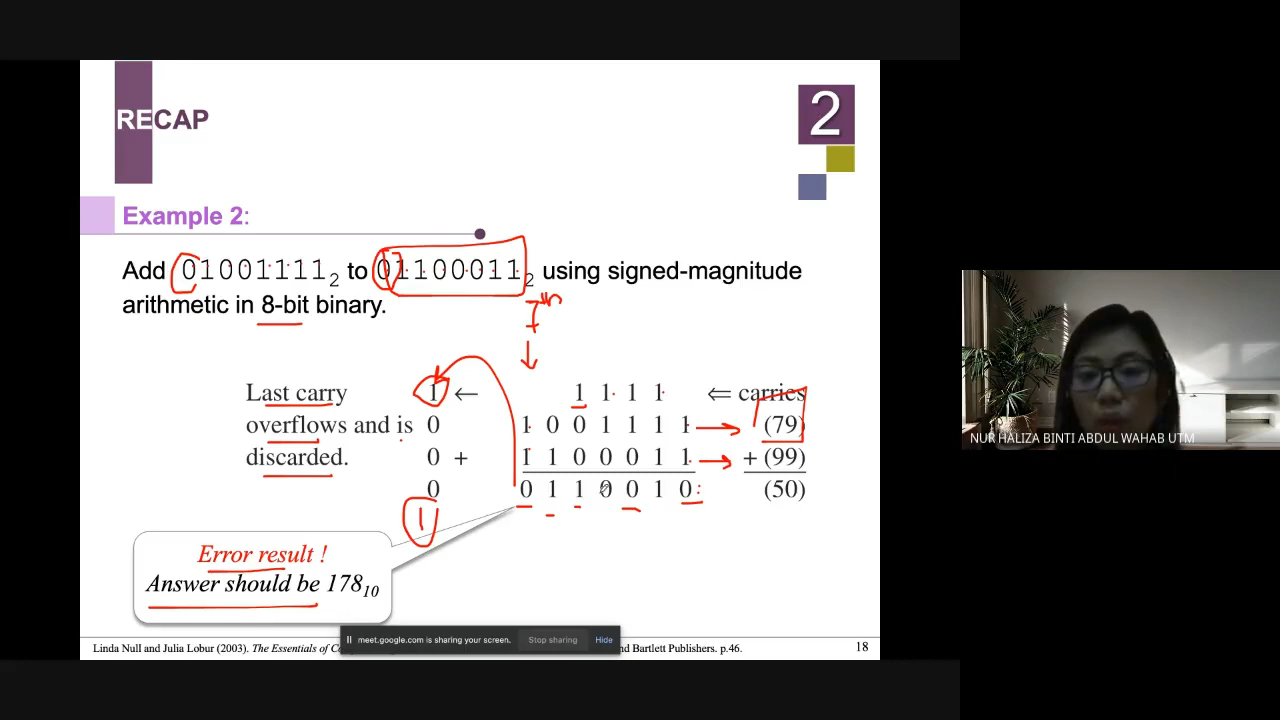 RECAP
2
Example 2:
Add 01001111₂ to 01100011₂ using signed-magnitude
arithmetic in 8-bit binary.
7th
Last carry 1 ← 1 1 1 1 ⇐ carries
overflows and is 0 1 0 0 1 1 1 1 (79)
discarded. 0 + 1 1 0 0 0 1 1 + (99)
0 0 1 1 0 0 1 0 (50)
1
Error result !
Answer should be 178₁₀
meet.google.com is sharing your screen. Stop sharing Hide
Linda Null and Julia Lobur (2003). The Essentials of Co nd Bartlett Publishers. p.46. 18
NUR HALIZA BINTI ABDUL WAHAB UTM